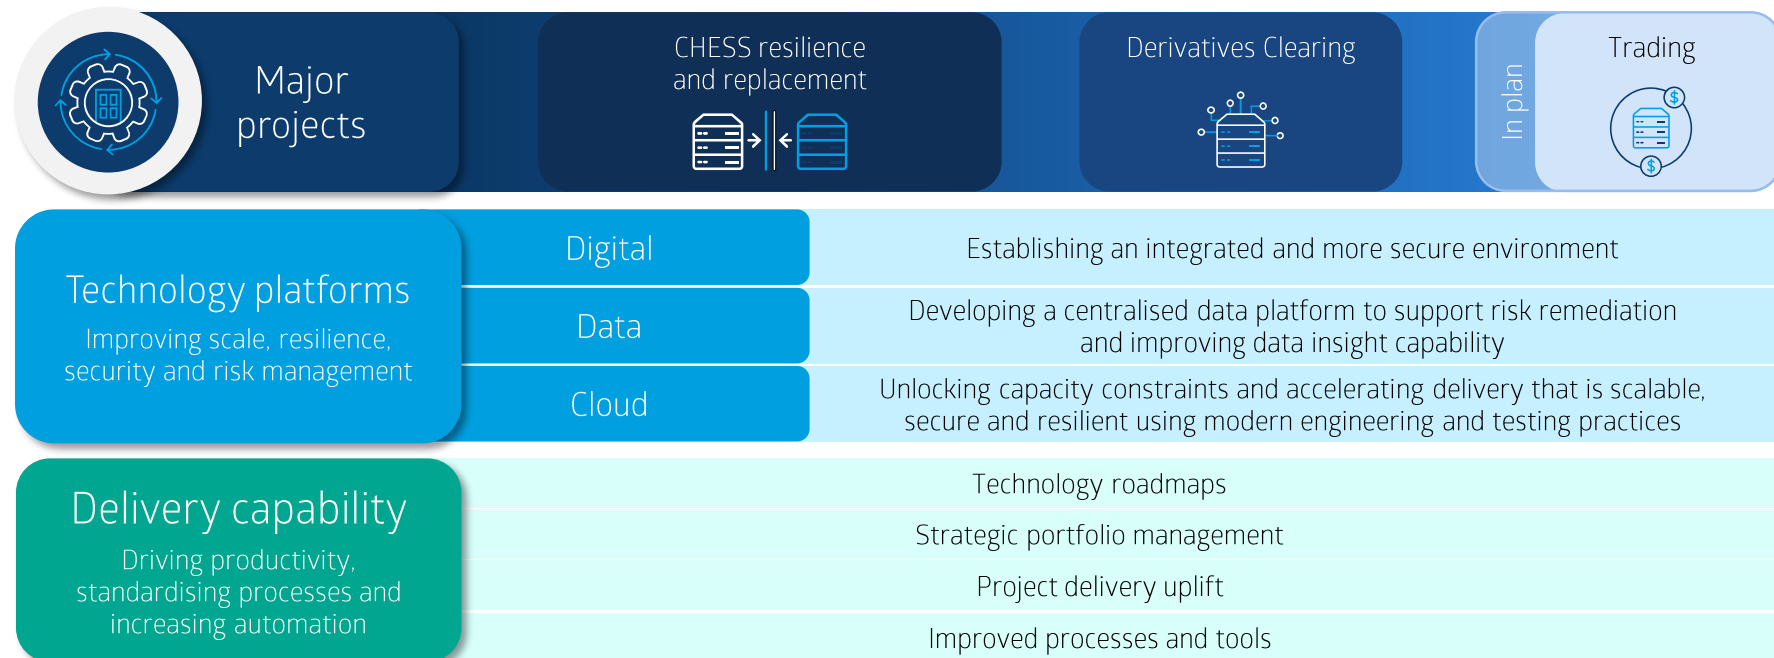 Major
projects
CHESS resilience
and replacement
Derivatives Clearing
In plan
Trading
$
$
Technology platforms
Improving scale, resilience,
security and risk management
Digital
Establishing an integrated and more secure environment
Data
Developing a centralised data platform to support risk remediation
and improving data insight capability
Cloud
Unlocking capacity constraints and accelerating delivery that is scalable,
secure and resilient using modern engineering and testing practices
Delivery capability
Driving productivity,
standardising processes and
increasing automation
Technology roadmaps
Strategic portfolio management
Project delivery uplift
Improved processes and tools